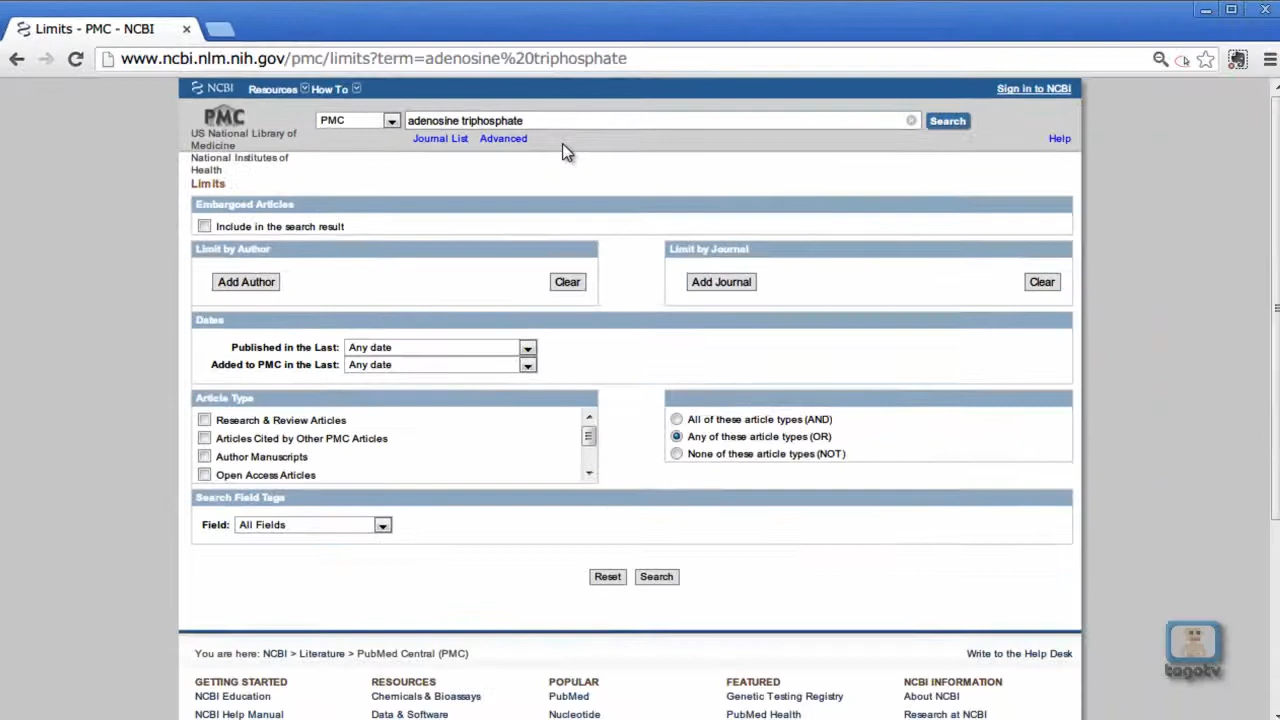 Limits - PMC - NCBI
www.ncbi.nlm.nih.gov/pmc/limits?term=adenosine%20triphosphate
NCBI Resources How To Sign in to NCBI
PMC
US National Library of
Medicine
National Institutes of
Health
PMC adenosine triphosphate Search
Journal List Advanced Help
Limits
Embargoed Articles
Include in the search result
Limit by Author Limit by Journal
Add Author Clear Add Journal Clear
Dates
Published in the Last: Any date
Added to PMC in the Last: Any date
Article Type
Research & Review Articles All of these article types (AND)
Articles Cited by Other PMC Articles Any of these article types (OR)
Author Manuscripts None of these article types (NOT)
Open Access Articles
Search Field Tags
Field: All Fields
Reset Search
You are here: NCBI > Literature > PubMed Central (PMC) Write to the Help Desk
GETTING STARTED RESOURCES POPULAR FEATURED NCBI INFORMATION
NCBI Education Chemicals & Bioassays PubMed Genetic Testing Registry About NCBI
NCBI Help Manual Data & Software Nucleotide PubMed Health Research at NCBI
tagotv